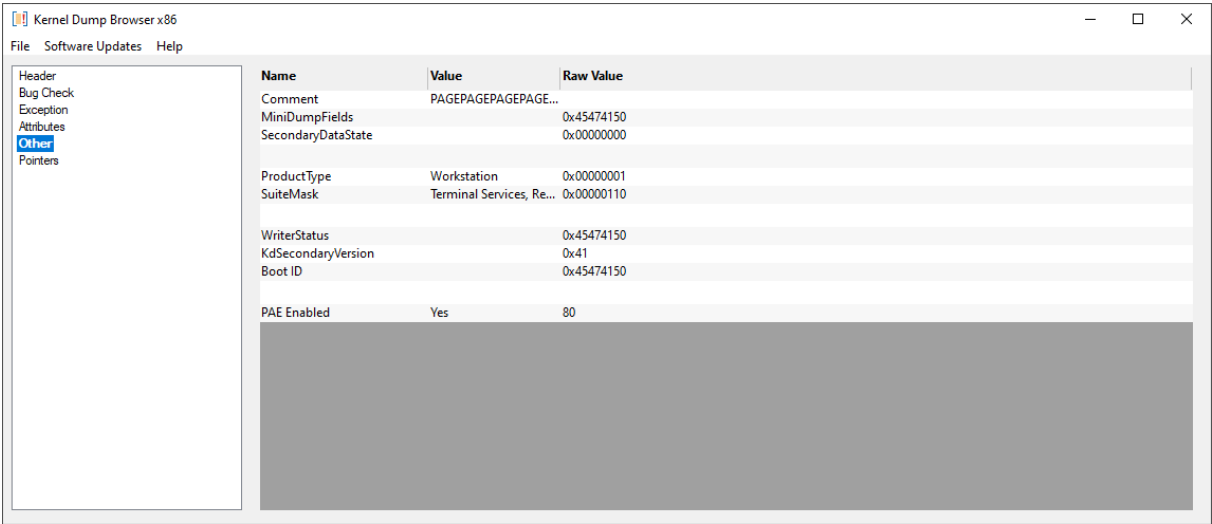 Kernel Dump Browser x86
File Software Updates Help
Header
Bug Check
Exception
Attributes
Other
Pointers
Name Value Raw Value
Comment PAGEPAGEPAGEPAGE...
MiniDumpFields 0x45474150
SecondaryDataState 0x00000000
ProductType Workstation 0x00000001
SuiteMask Terminal Services, Re... 0x00000110
WriterStatus 0x45474150
KdSecondaryVersion 0x41
Boot ID 0x45474150
PAE Enabled Yes 80